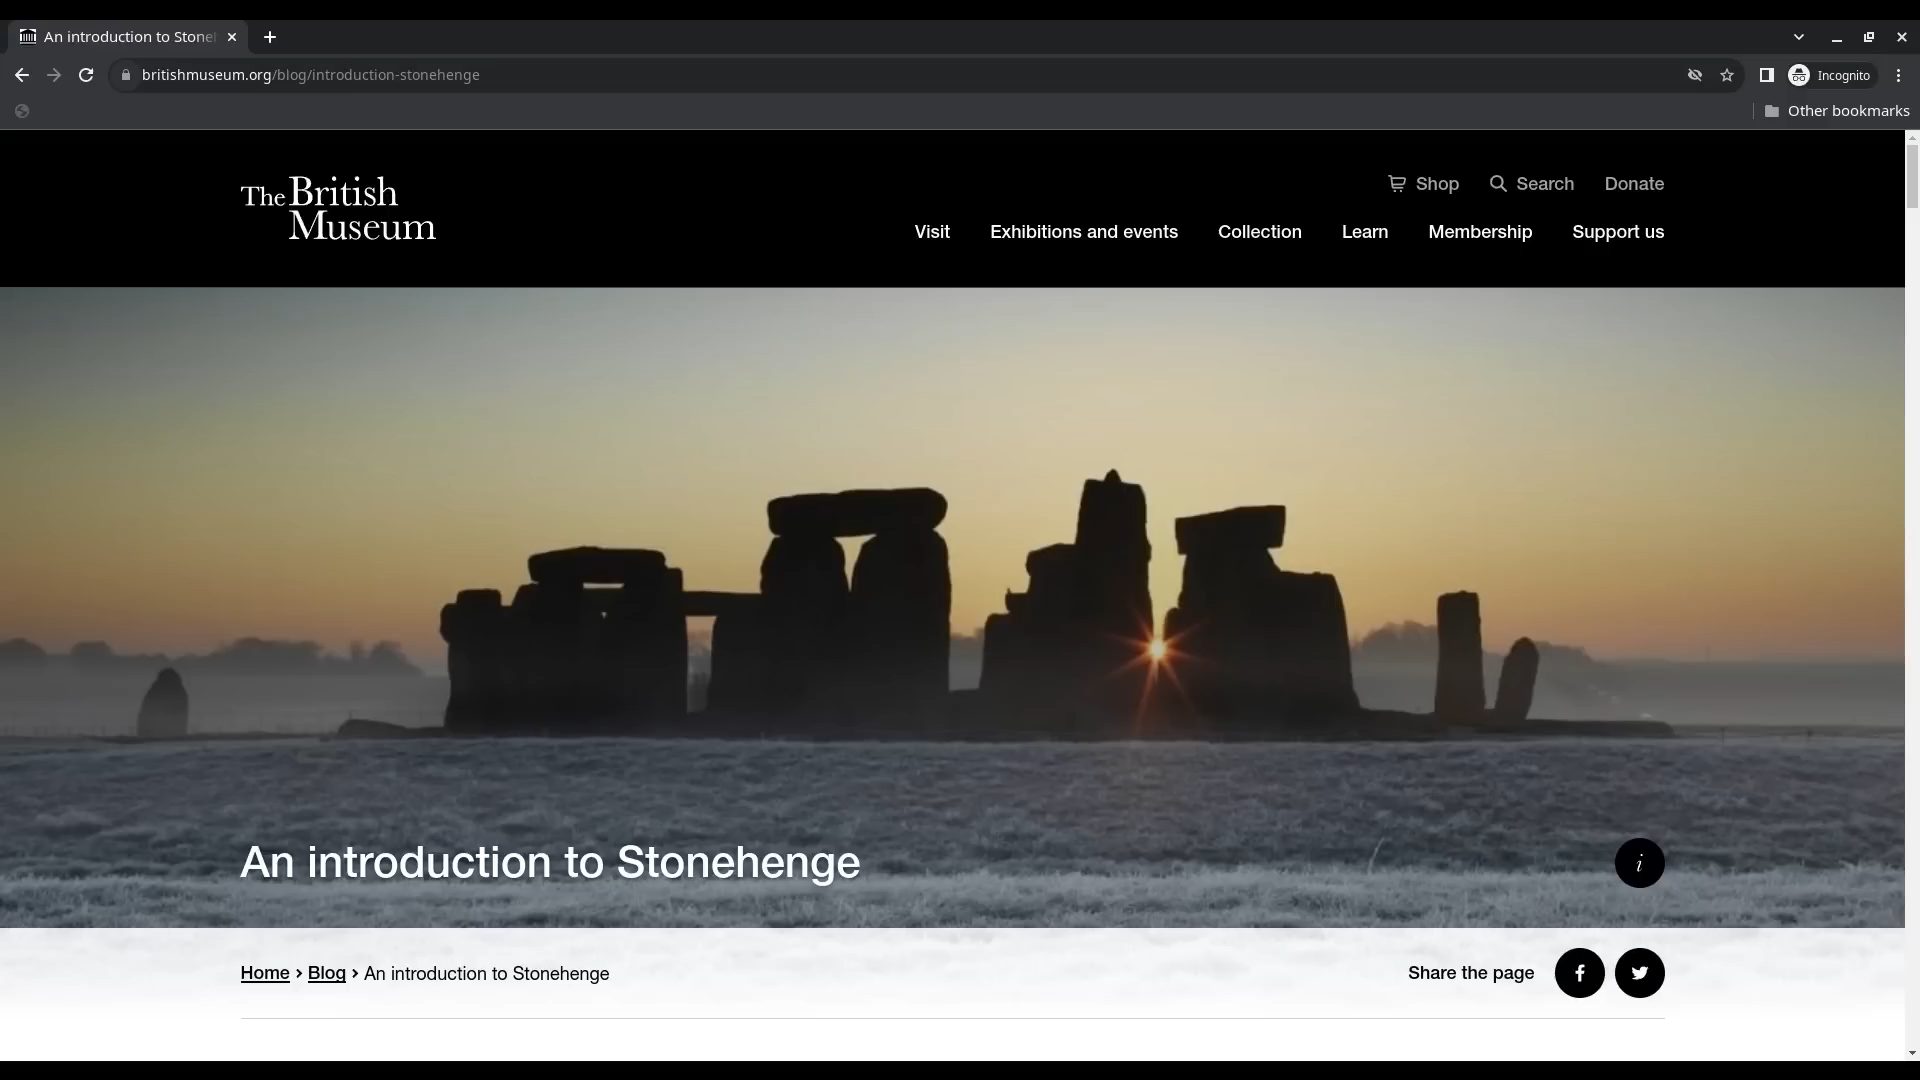 An introduction to Stone
britishmuseum.org/blog/introduction-stonehenge
Incognito
Other bookmarks
The British
Museum
Shop
Search
Donate
Visit
Exhibitions and events
Collection
Learn
Membership
Support us
An introduction to Stonehenge
i
Home › Blog › An introduction to Stonehenge
Share the page